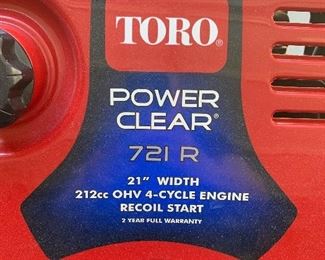 TORO®
POWER
CLEAR®
721 R
21" WIDTH
212cc OHV 4-CYCLE ENGINE
RECOIL START
2 YEAR FULL WARRANTY